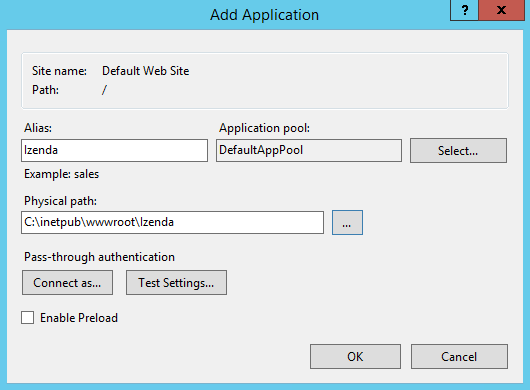 Add Application
?
x
Site name: Default Web Site
Path: /
Alias: Application pool:
Izenda DefaultAppPool Select...
Example: sales
Physical path:
C:\inetpub\wwwroot\Izenda ...
Pass-through authentication
Connect as... Test Settings...
Enable Preload
OK Cancel